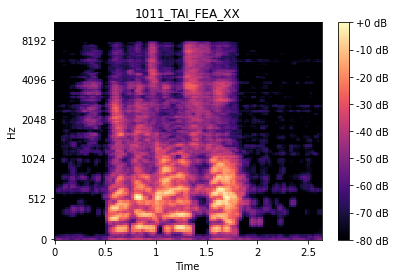 1011_TAI_FEA_XX
8192
4096
2048
1024
512
0
Hz
0 0.5 1 1.5 2 2.5
Time
+0 dB
-10 dB
-20 dB
-30 dB
-40 dB
-50 dB
-60 dB
-70 dB
-80 dB